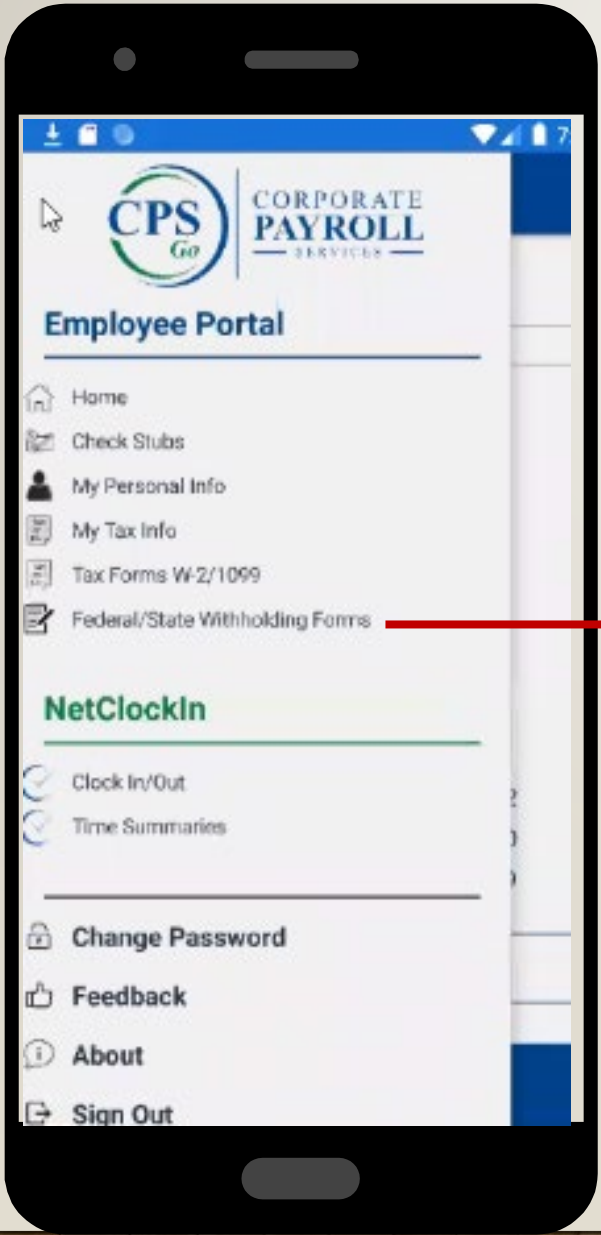 7:
CPS
Go
CORPORATE
PAYROLL
SERVICES
Employee Portal
Home
Check Stubs
My Personal Info
My Tax Info
Tax Forms W-2/1099
Federal/State Withholding Forms
NetClockIn
Clock In/Out
Time Summaries
Change Password
Feedback
About
Sign Out